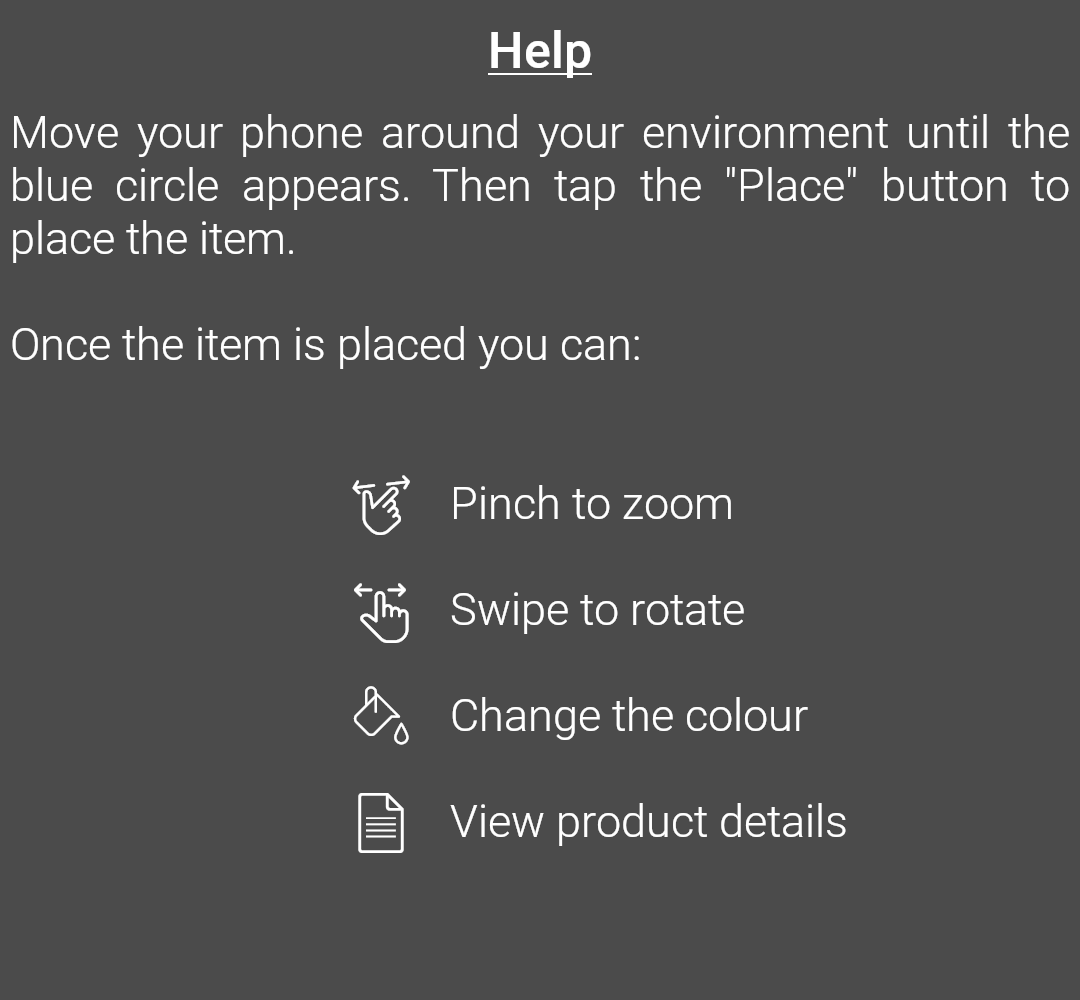 Help
Move your phone around your environment until the
blue circle appears. Then tap the "Place" button to
place the item.
Once the item is placed you can:
Pinch to zoom
Swipe to rotate
Change the colour
View product details